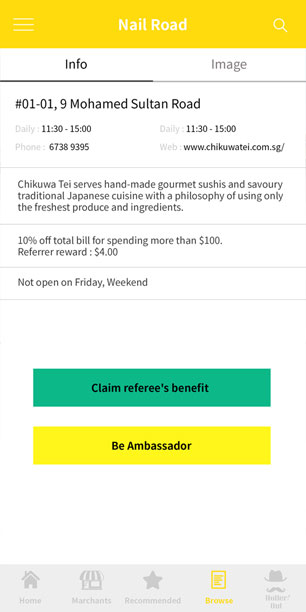 Nail Road
Info Image
#01-01, 9 Mohamed Sultan Road
Daily : 11:30 - 15:00 Daily : 11:30 - 15:00
Phone : 6738 9395 Web : www.chikuwatei.com.sg/
Chikuwa Tei serves hand-made gourmet sushis and savoury
traditional Japanese cuisine with a philosophy of using only
the freshest produce and ingredients.
10% off total bill for spending more than $100.
Referrer reward : $4.00
Not open on Friday, Weekend
Claim referee's benefit
Be Ambassador
Home Marchants Recommended Browse